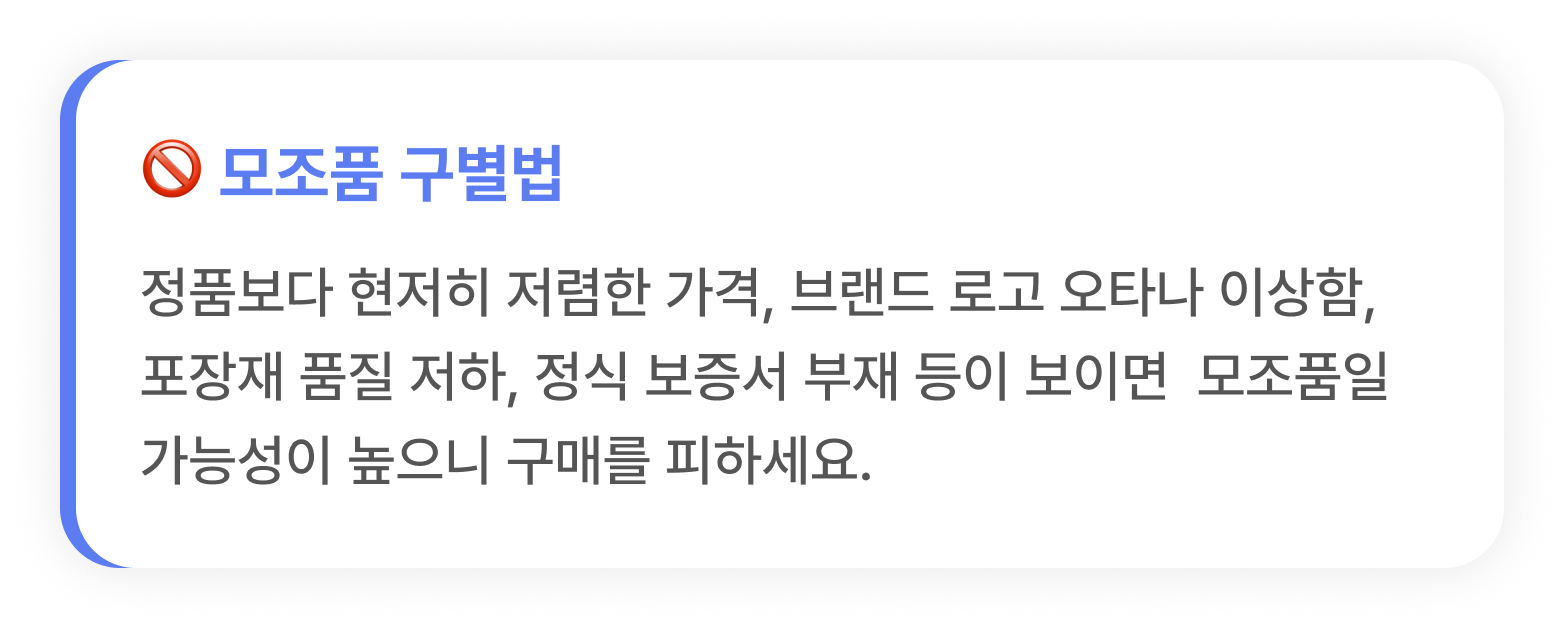 🚫 모조품 구별법
정품보다 현저히 저렴한 가격, 브랜드 로고 오타나 이상함,
포장재 품질 저하, 정식 보증서 부재 등이 보이면  모조품일
가능성이 높으니 구매를 피하세요.